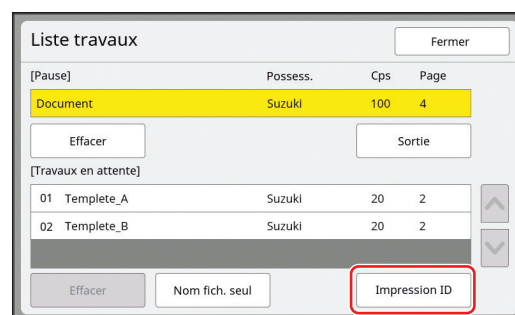 Liste travaux Fermer
[Pause] Possess. Cps Page
Document Suzuki 100 4
Effacer Sortie
[Travaux en attente]
01 Templete_A Suzuki 20 2
02 Templete_B Suzuki 20 2
Effacer Nom fich. seul Impression ID